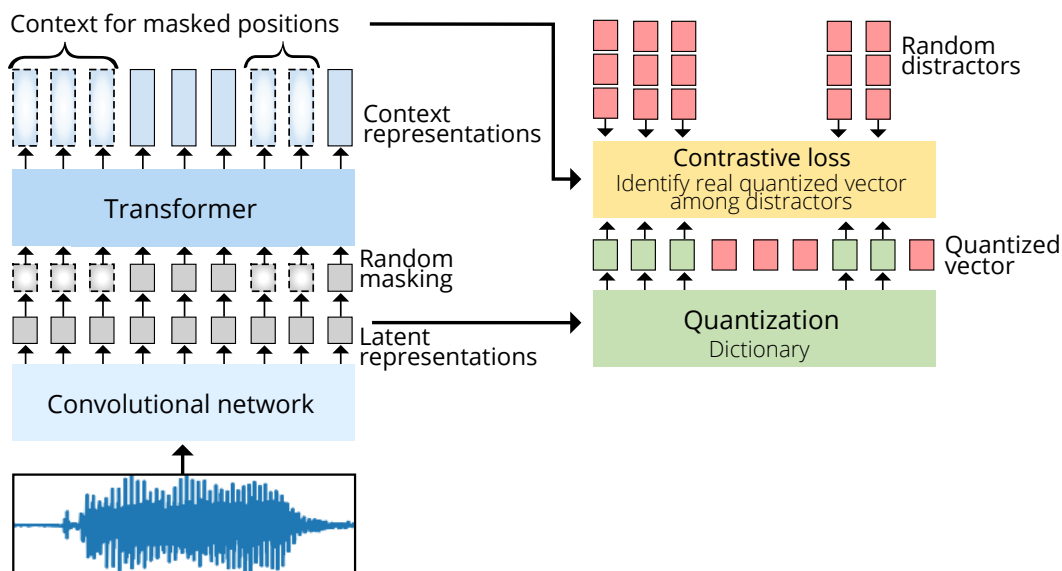 Context for masked positions
Context
representations
Transformer
Random
masking
Latent
representations
Convolutional network
Random
distractors
Contrastive loss
Identify real quantized vector
among distractors
Quantized
vector
Quantization
Dictionary